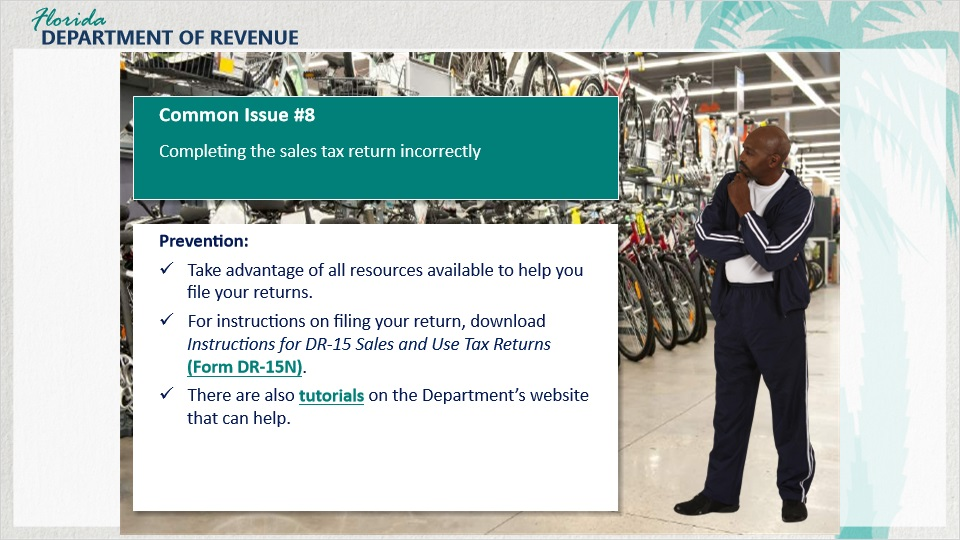 Florida
DEPARTMENT OF REVENUE
Common Issue #8
Completing the sales tax return incorrectly
Prevention:
✓ Take advantage of all resources available to help you
file your returns.
✓ For instructions on filing your return, download
Instructions for DR-15 Sales and Use Tax Returns
(Form DR-15N).
✓ There are also tutorials on the Department’s website
that can help.